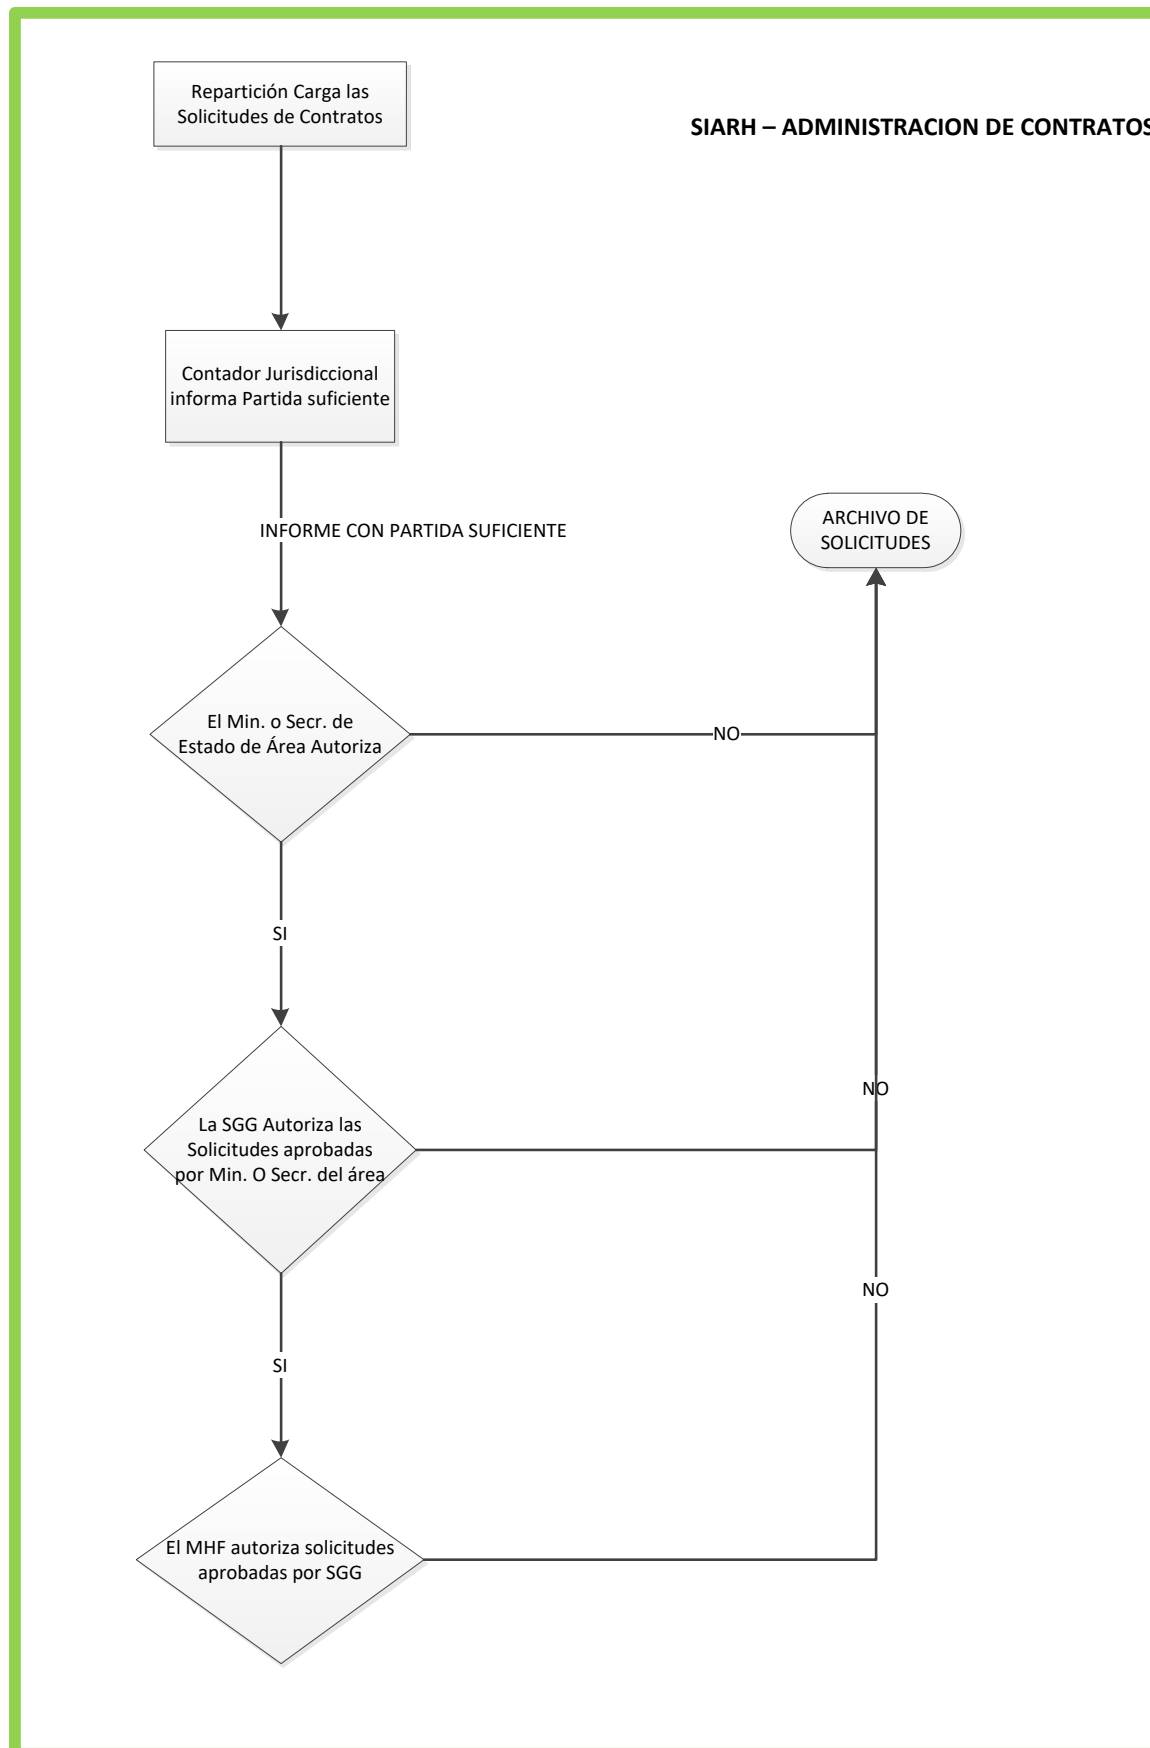 Repartición Carga las
Solicitudes de Contratos
SIARH – ADMINISTRACION DE CONTRATOS
Contador Jurisdiccional
informa Partida suficiente
INFORME CON PARTIDA SUFICIENTE
ARCHIVO DE
SOLICITUDES
El Min. o Secr. de
Estado de Área Autoriza
NO
SI
NO
La SGG Autoriza las
Solicitudes aprobadas
por Min. O Secr. del área
NO
SI
El MHF autoriza solicitudes
aprobadas por SGG